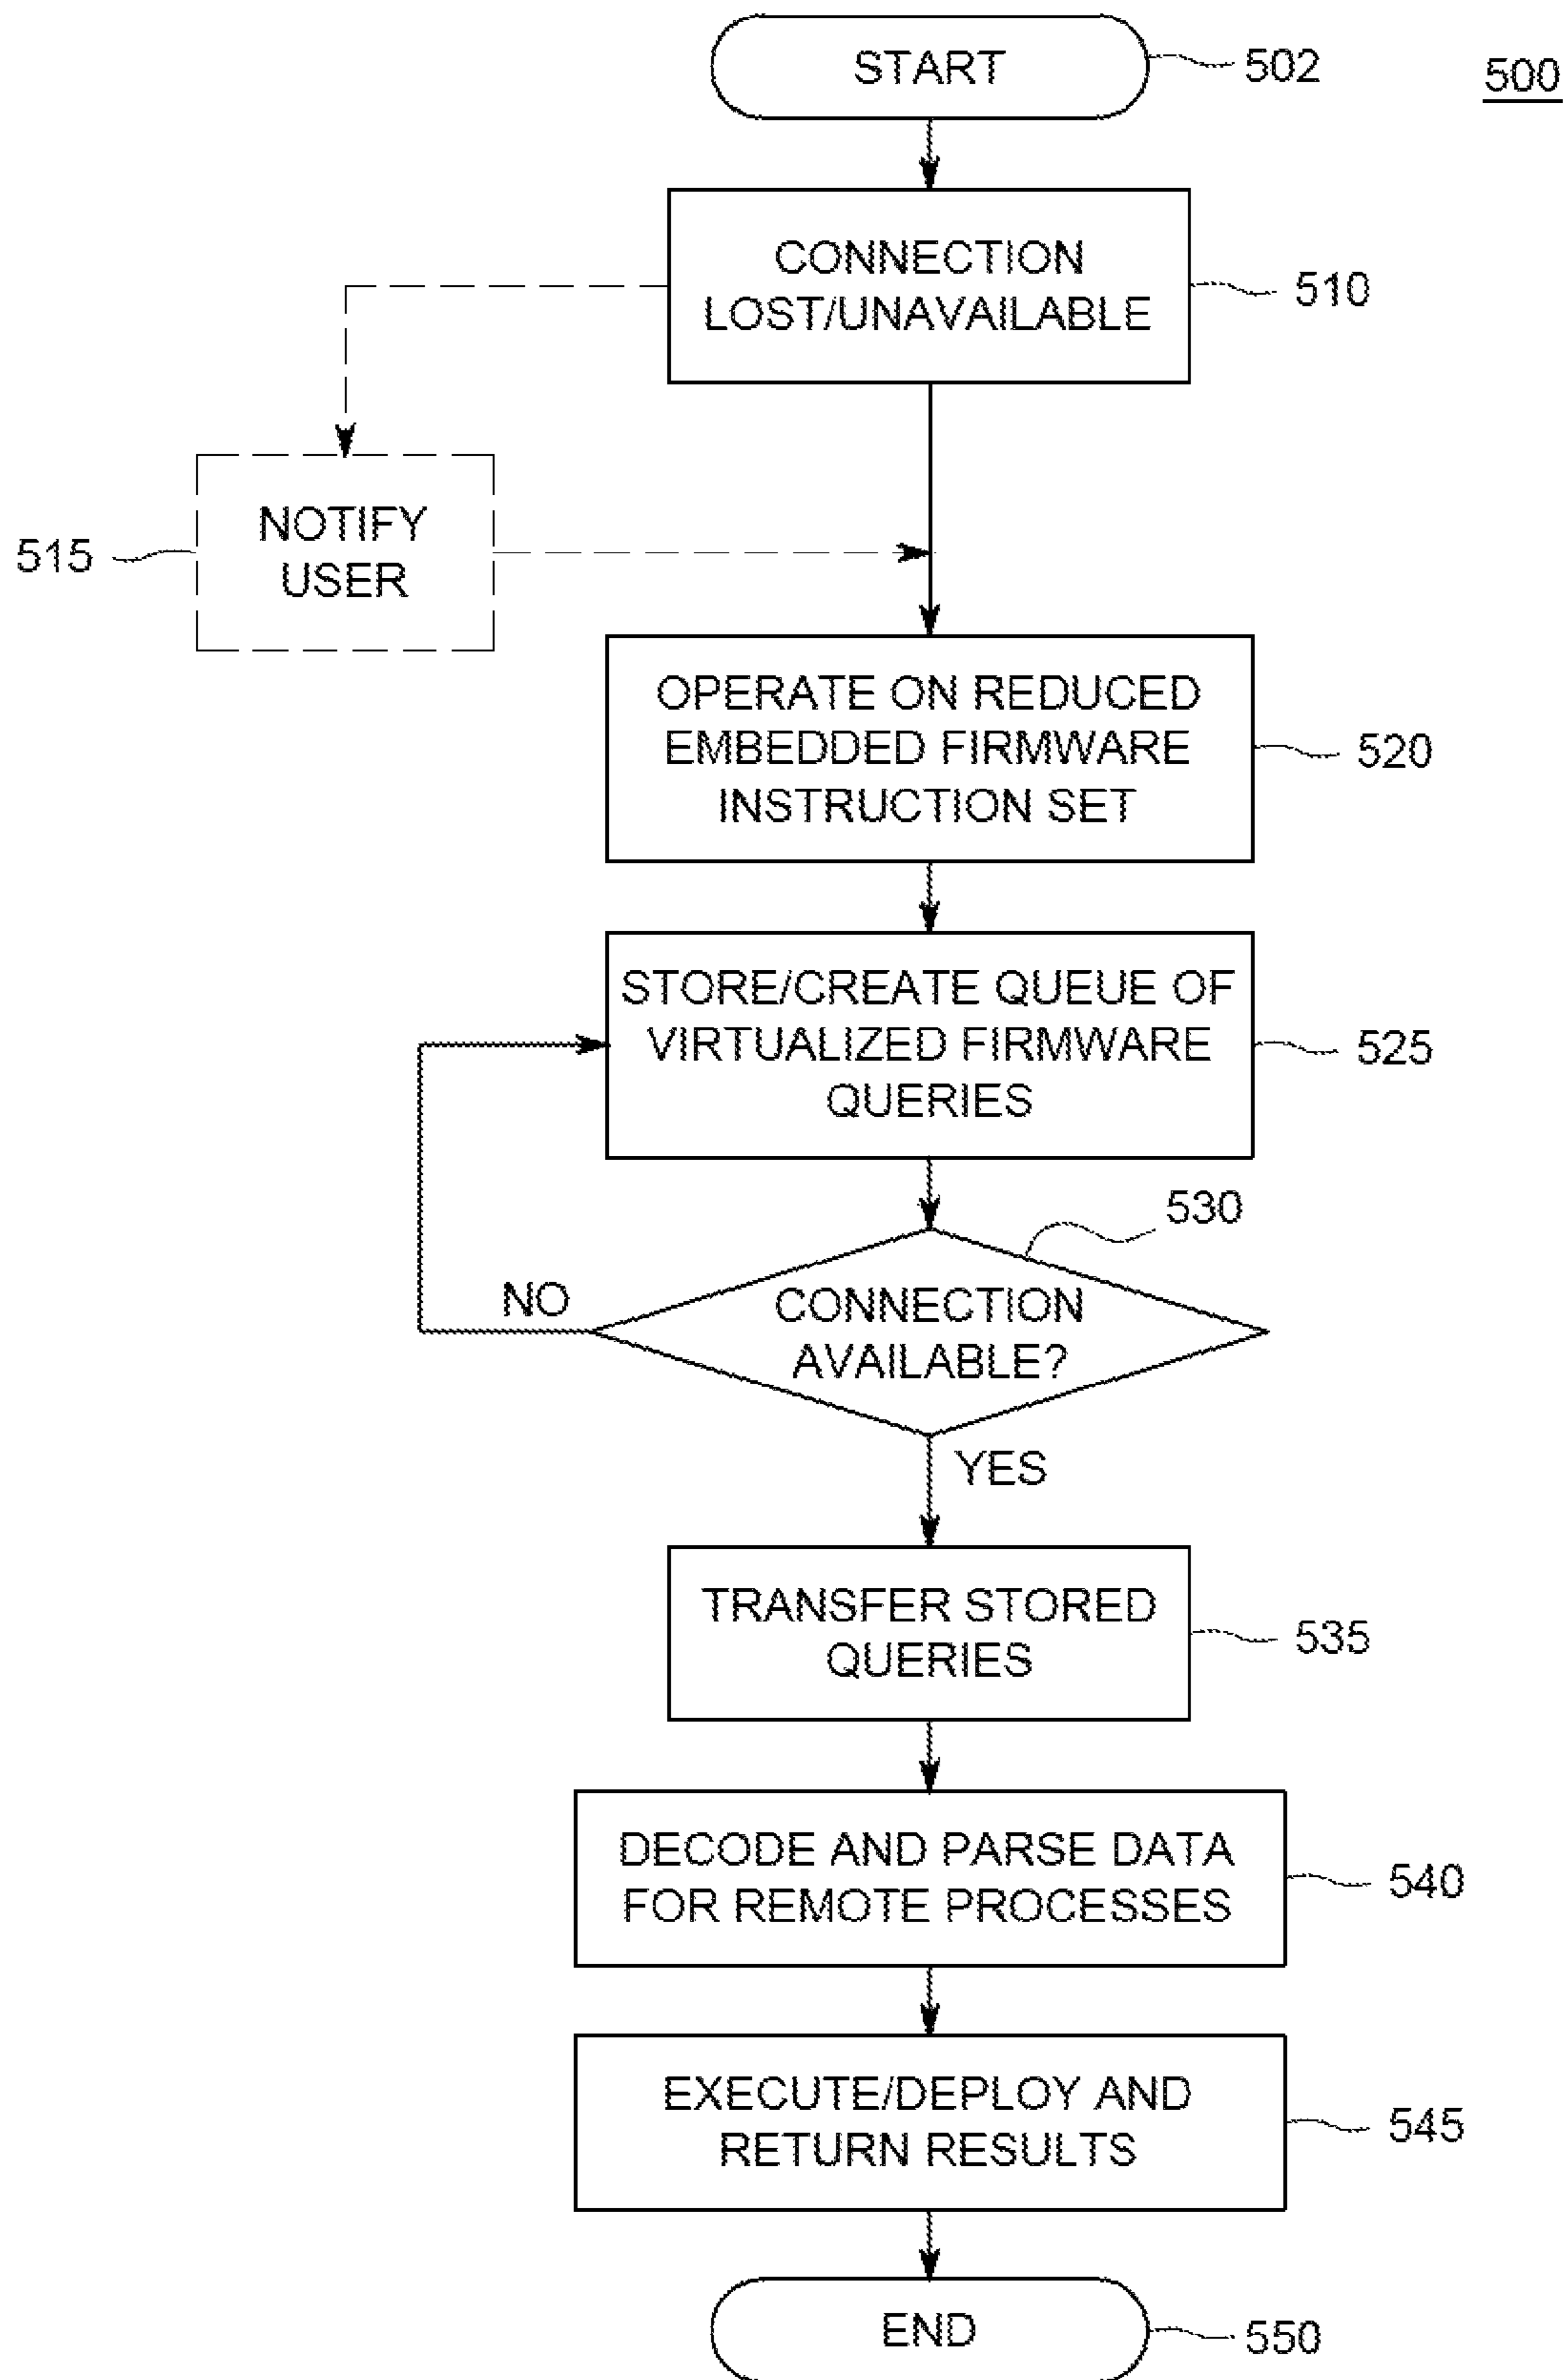 START
502
500
CONNECTION
LOST/UNAVAILABLE
510
NOTIFY
USER
515
OPERATE ON REDUCED
EMBEDDED FIRMWARE
INSTRUCTION SET
520
STORE/CREATE QUEUE OF
VIRTUALIZED FIRMWARE
QUERIES
525
530
NO
CONNECTION
AVAILABLE?
YES
TRANSFER STORED
QUERIES
535
DECODE AND PARSE DATA
FOR REMOTE PROCESSES
540
EXECUTE/DEPLOY AND
RETURN RESULTS
545
END
550